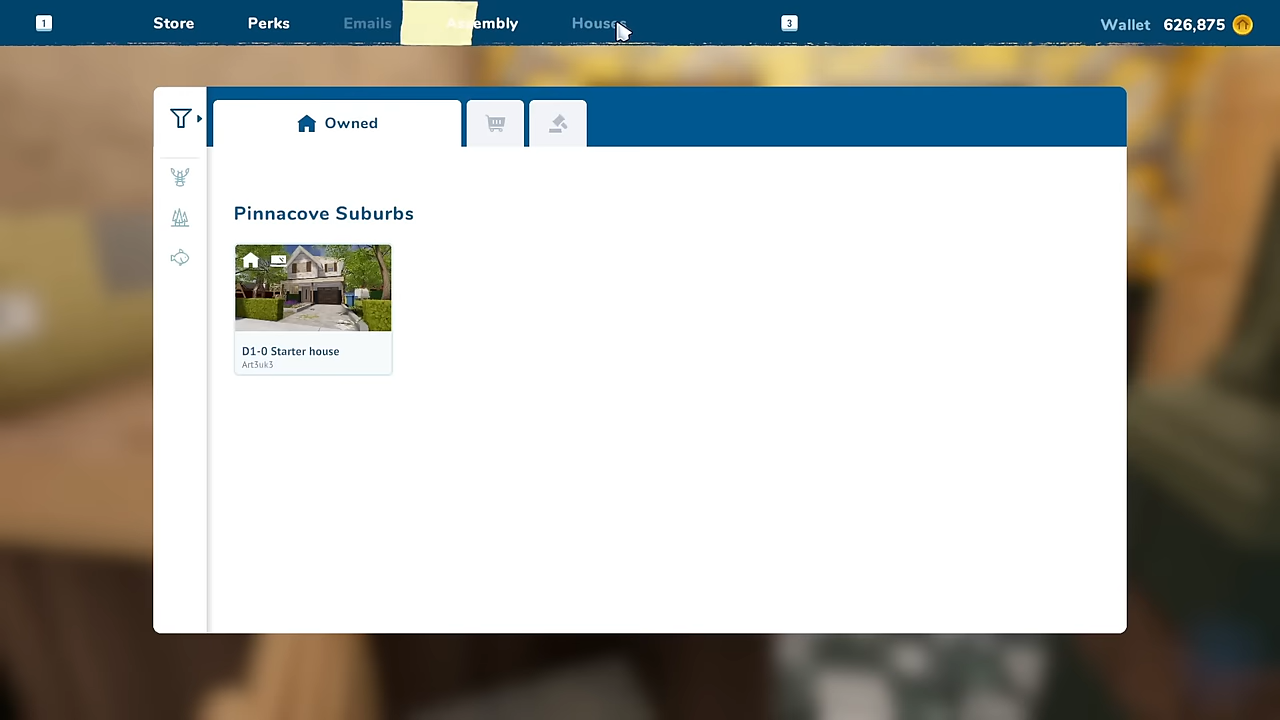 1 Store Perks Emails Assembly Houses 3 Wallet 626,875
Owned
Pinnacove Suburbs
D1-0 Starter house
Art3uk3